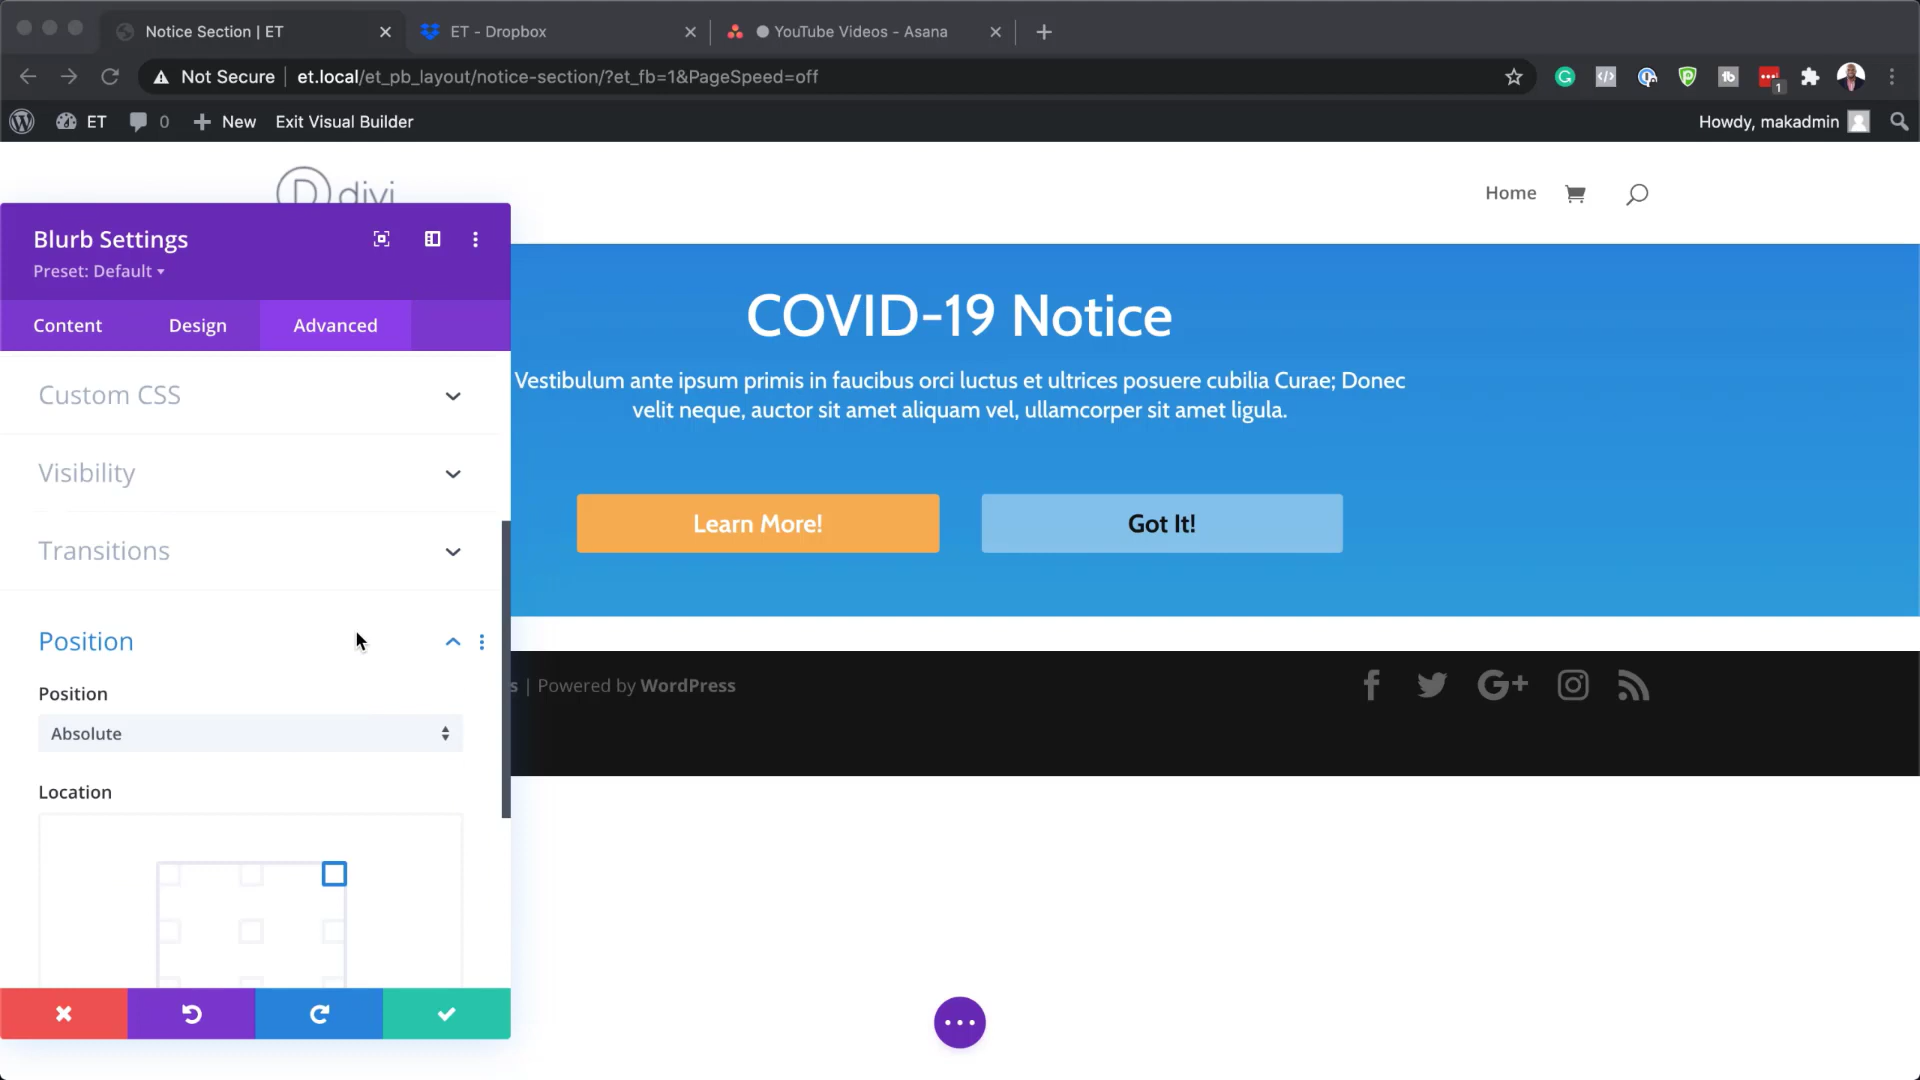 Notice Section | ET
ET - Dropbox
YouTube Videos - Asana
Not Secure
et.local/et_pb_layout/notice-section/?et_fb=1&PageSpeed=off
1
ET
0
New
Exit Visual Builder
Howdy, makadmin
divi
Home
Blurb Settings
Preset: Default
Content
Design
Advanced
Custom CSS
Visibility
Transitions
Position
Position
Absolute
Location
COVID-19 Notice
Vestibulum ante ipsum primis in faucibus orci luctus et ultrices posuere cubilia Curae; Donec
velit neque, auctor sit amet aliquam vel, ullamcorper sit amet ligula.
Learn More!
Got It!
s | Powered by WordPress